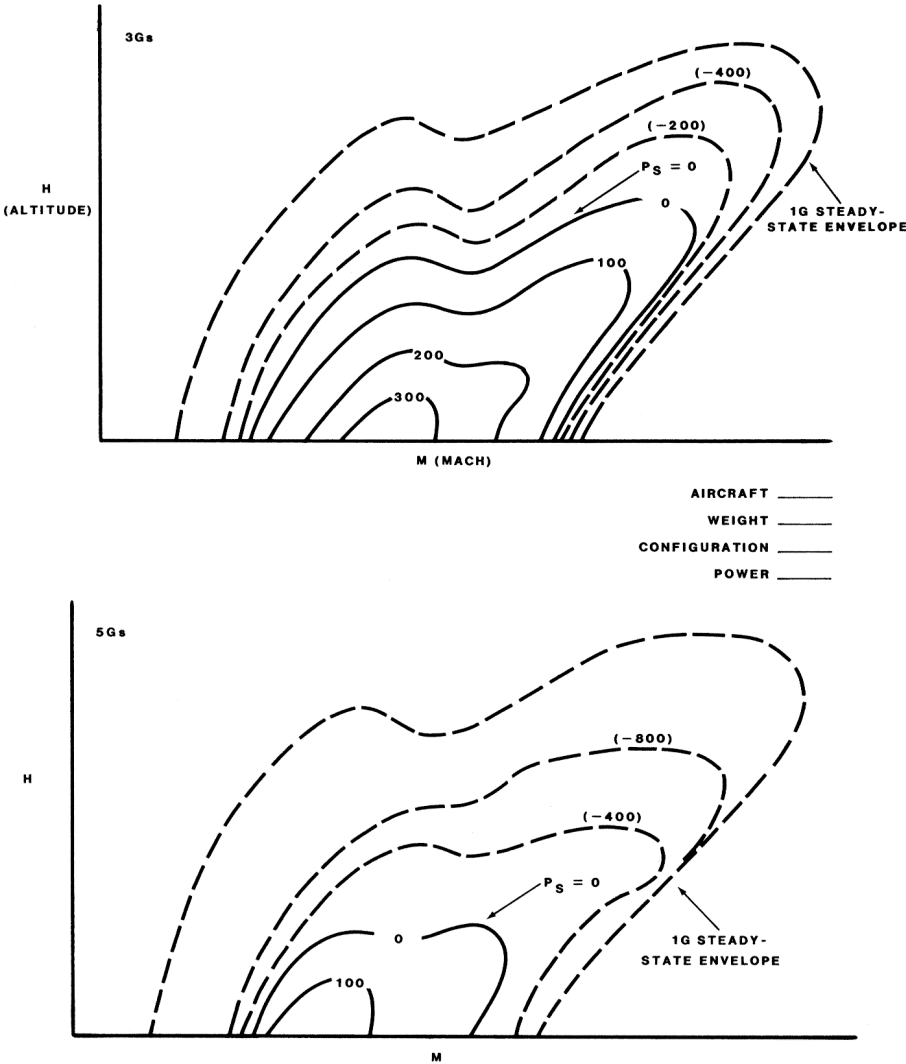 3Gs
(−400)
(−200)
PS = 0
H
(ALTITUDE)
0
1G STEADY-
STATE ENVELOPE
100
200
300
M (MACH)
AIRCRAFT
WEIGHT
CONFIGURATION
POWER
5Gs
(−800)
H
(−400)
PS = 0
0
1G STEADY-
STATE ENVELOPE
100
M